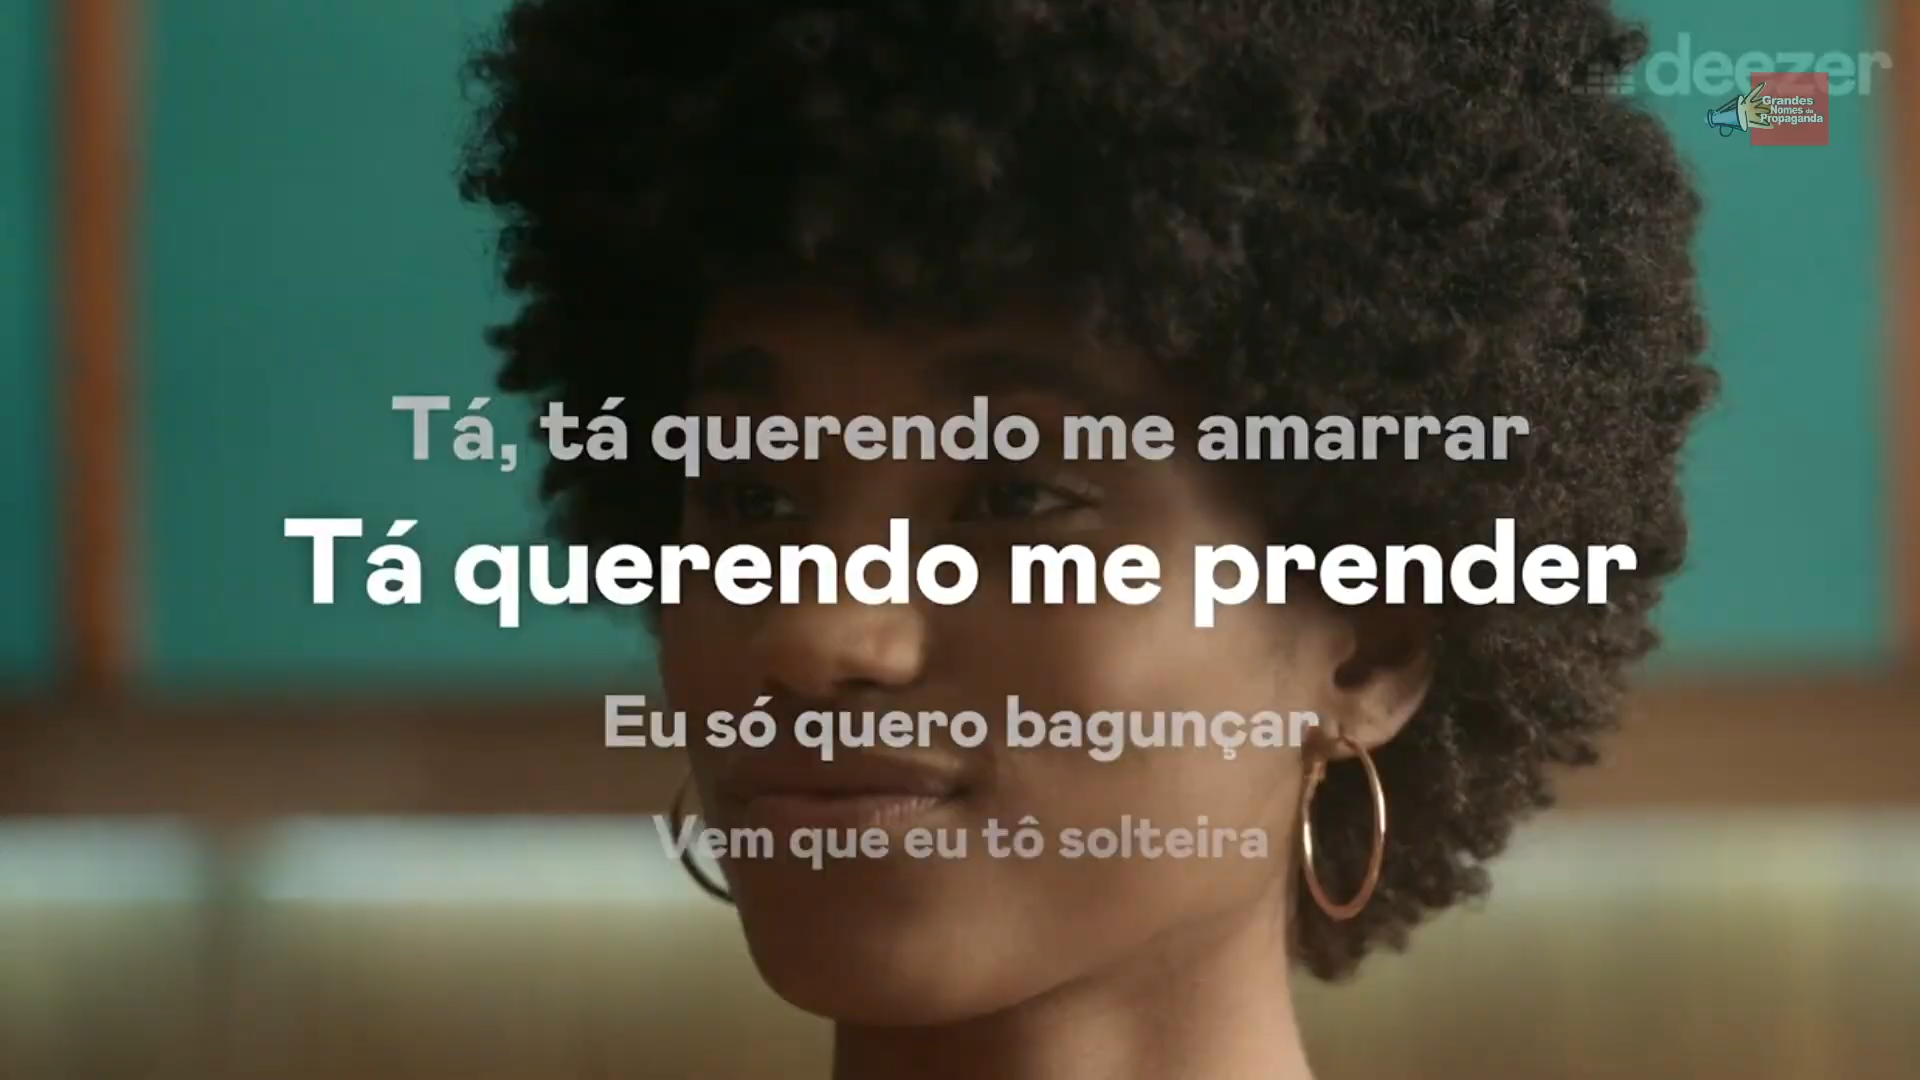 deezer
Grandes
Nomes da
Propaganda
Tá, tá querendo me amarrar
Tá querendo me prender
Eu só quero bagunçar
Vem que eu tô solteira